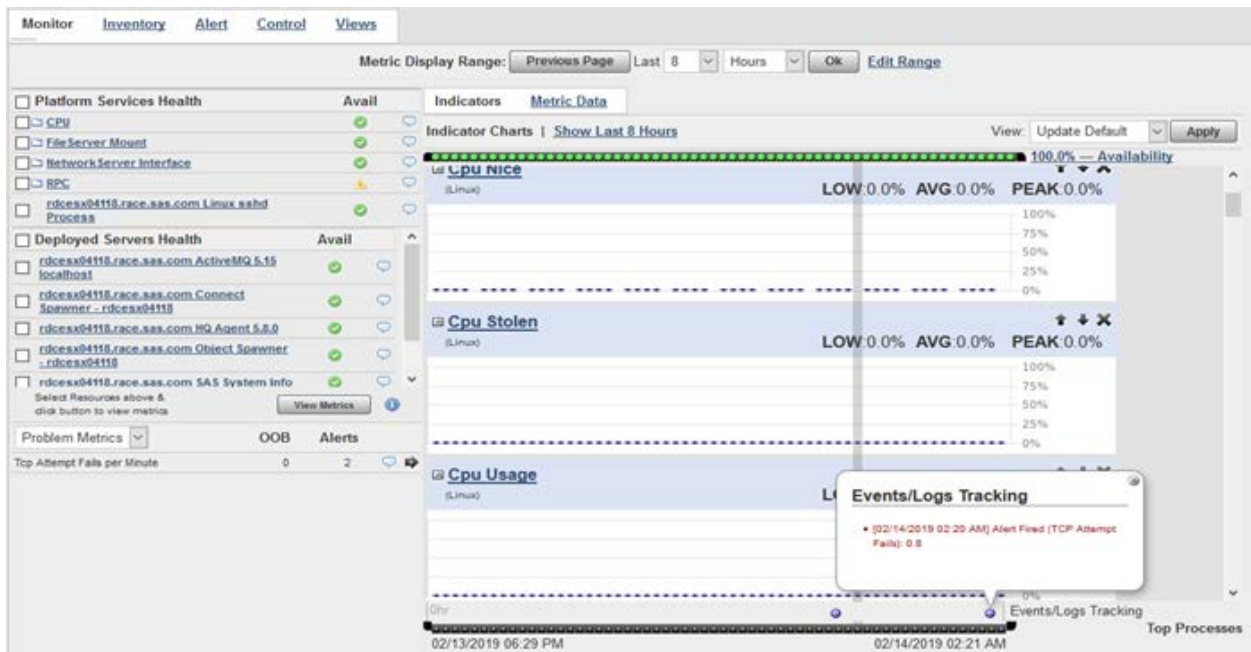 Monitor Inventory Alert Control Views
Metric Display Range: Previous Page Last 8 Hours Ok Edit Range
Platform Services Health Avail
CPU
FileServer Mount
NetworkServer Interface
RPC
rdcesx04118.race.sas.com Linux sshd
Process
Deployed Servers Health Avail
rdcesx04118.race.sas.com ActiveMQ 5.15
localhost
rdcesx04118.race.sas.com Connect
Spawner - rdcesx04118
rdcesx04118.race.sas.com HQ Agent 5.8.0
rdcesx04118.race.sas.com Object Spawner
- rdcesx04118
rdcesx04118.race.sas.com SAS System Info
Select Resources above &
click button to view metrics
View Metrics
Problem Metrics OOB Alerts
Tcp Attempt Fails per Minute 0 2
Indicators Metric Data
Indicator Charts | Show Last 8 Hours View: Update Default Apply
100.0% — Availability
Cpu Nice
(Linux) LOW:0.0% AVG:0.0% PEAK:0.0%
100%
75%
50%
25%
0%
Cpu Stolen
(Linux) LOW:0.0% AVG:0.0% PEAK:0.0%
100%
75%
50%
25%
0%
Cpu Usage
(Linux)
Events/Logs Tracking
• [02/14/2019 02:20 AM] Alert Fired (TCP Attempt
Fails): 0.8
0%
0hr Events/Logs Tracking
Top Processes
02/13/2019 06:29 PM 02/14/2019 02:21 AM